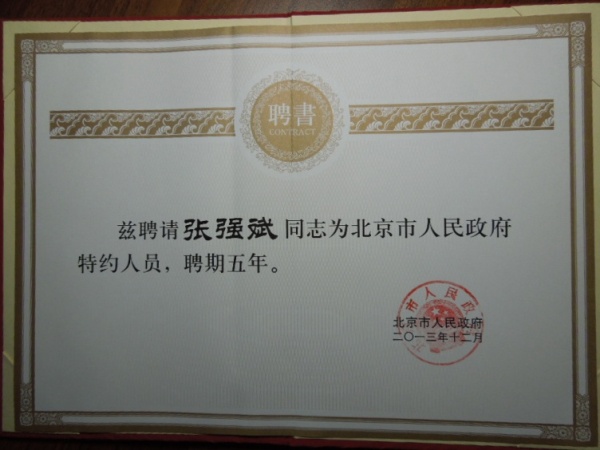 聘書
CONTRACT
兹聘请张强斌同志为北京市人民政府
特约人员，聘期五年。
北京市人民政府
二〇一三年十二月